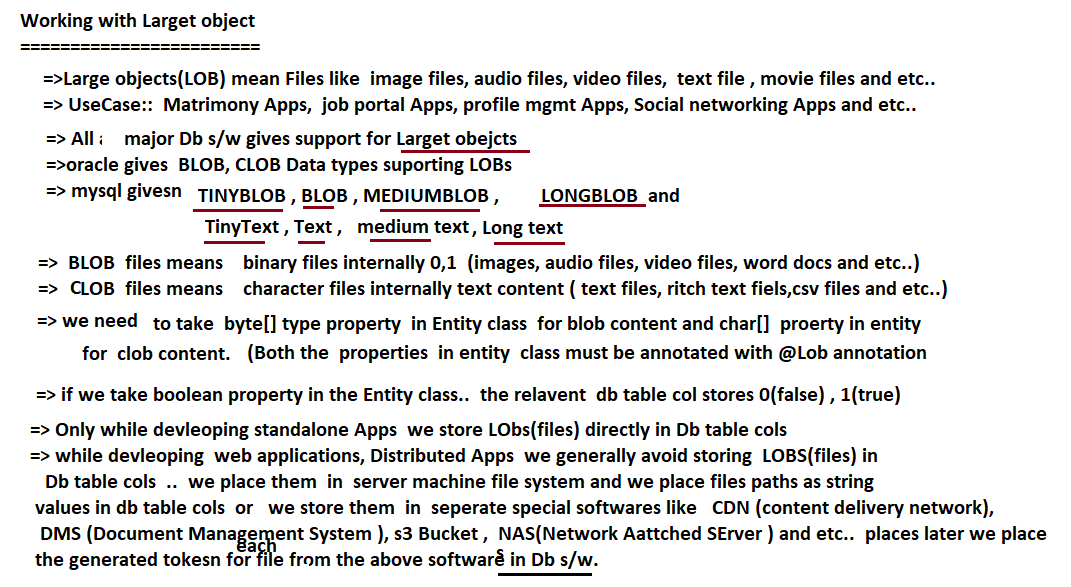 Working with Larget object
========================
=>Large objects(LOB) mean Files like image files, audio files, video files, text file , movie files and etc..
=> UseCase:: Matrimony Apps, job portal Apps, profile mgmt Apps, Social networking Apps and etc..
=> All major Db s/w gives support for Larget obejcts
=>oracle gives BLOB, CLOB Data types suporting LOBs
=> mysql givesn TINYBLOB , BLOB , MEDIUMBLOB , LONGBLOB and
TinyText , Text , medium text , Long text
=> BLOB files means binary files internally 0,1 (images, audio files, video files, word docs and etc..)
=> CLOB files means character files internally text content ( text files, ritch text fiels,csv files and etc..)
=> we need to take byte[] type property in Entity class for blob content and char[] proerty in entity
for clob content. (Both the properties in entity class must be annotated with @Lob annotation
=> if we take boolean property in the Entity class.. the relavent db table col stores 0(false) , 1(true)
=> Only while devleoping standalone Apps we store LObs(files) directly in Db table cols
=> while devleoping web applications, Distributed Apps we generally avoid storing LOBS(files) in
Db table cols .. we place them in server machine file system and we place files paths as string
values in db table cols or we store them in seperate special softwares like CDN (content delivery network),
DMS (Document Management System ), s3 Bucket , NAS(Network Aattched SErver ) and etc.. places later we place
each
the generated tokesn for file from the above softwares in Db s/w.